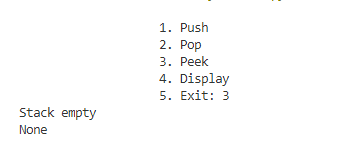 1. Push
2. Pop
3. Peek
4. Display
5. Exit: 3
Stack empty
None